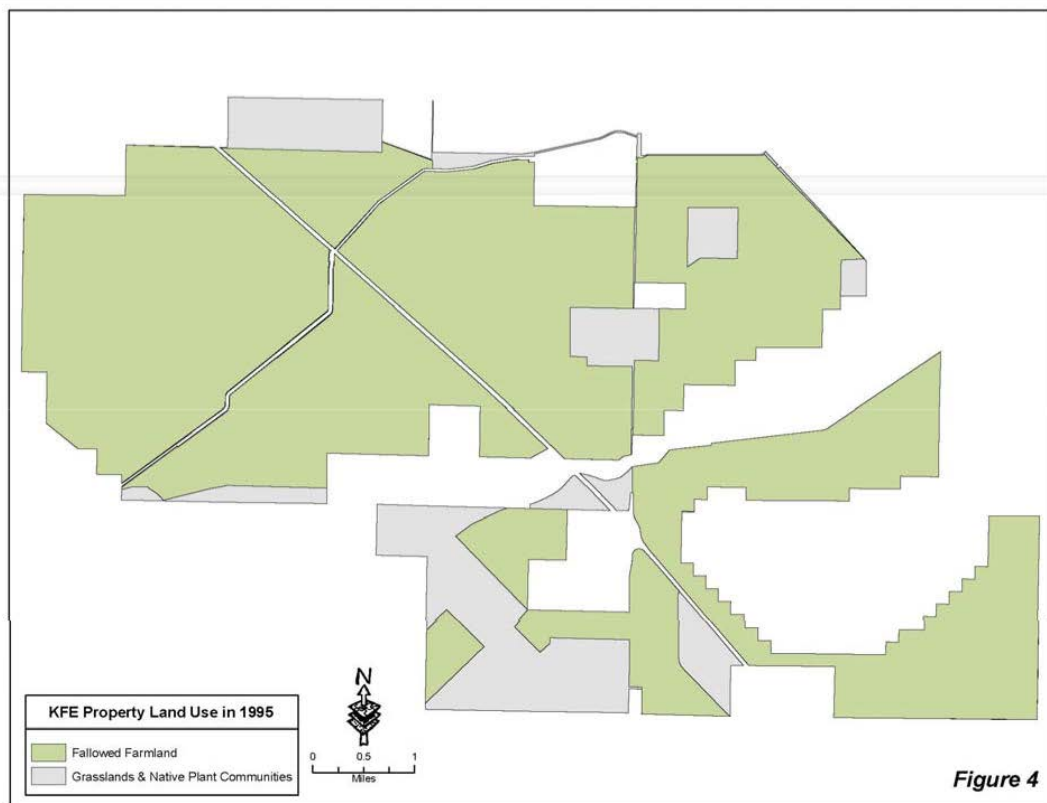 KFE Property Land Use in 1995
Fallowed Farmland
Grasslands & Native Plant Communities
N
0 0.5 1
Miles
Figure 4